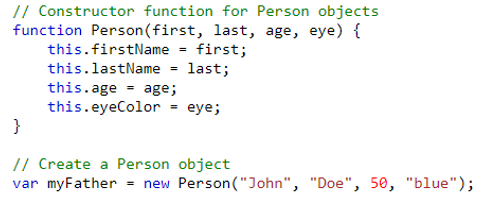 // Constructor function for Person objects
function Person(first, last, age, eye) {
    this.firstName = first;
    this.lastName = last;
    this.age = age;
    this.eyeColor = eye;
}

// Create a Person object
var myFather = new Person("John", "Doe", 50, "blue");